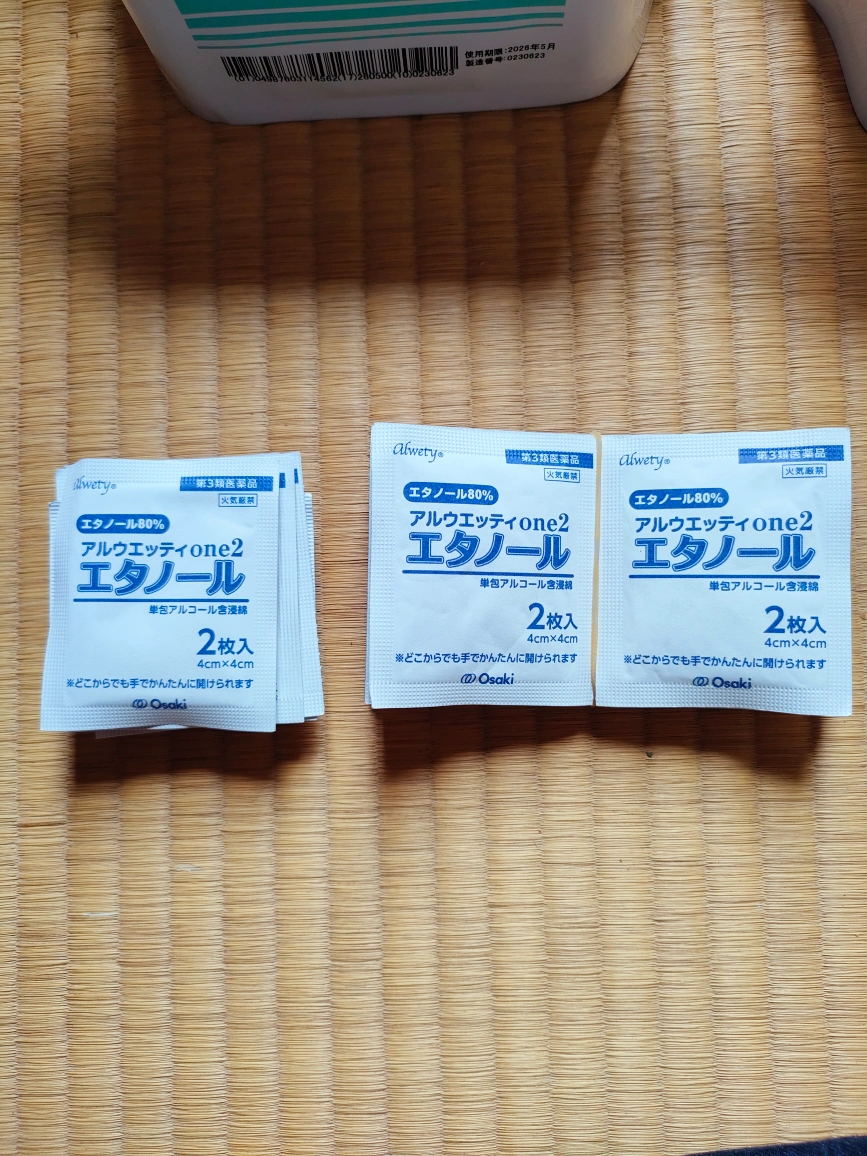 使用期限:2026年5月
製造番号:0230623
(01)04987603114562(17)260500(10)0230623
alwety®
第3類医薬品
火気厳禁
エタノール80%
アルウエッティone2
エタノール
単包アルコール含浸綿
2枚入
4cm×4cm
※どこからでも手でかんたんに開けられます
Osaki
alwety®
第3類医薬品
火気厳禁
エタノール80%
アルウエッティone2
エタノール
単包アルコール含浸綿
2枚入
4cm×4cm
※どこからでも手でかんたんに開けられます
Osaki
alwety®
第3類医薬品
火気厳禁
エタノール80%
アルウエッティone2
エタノール
単包アルコール含浸綿
2枚入
4cm×4cm
※どこからでも手でかんたんに開けられます
Osaki